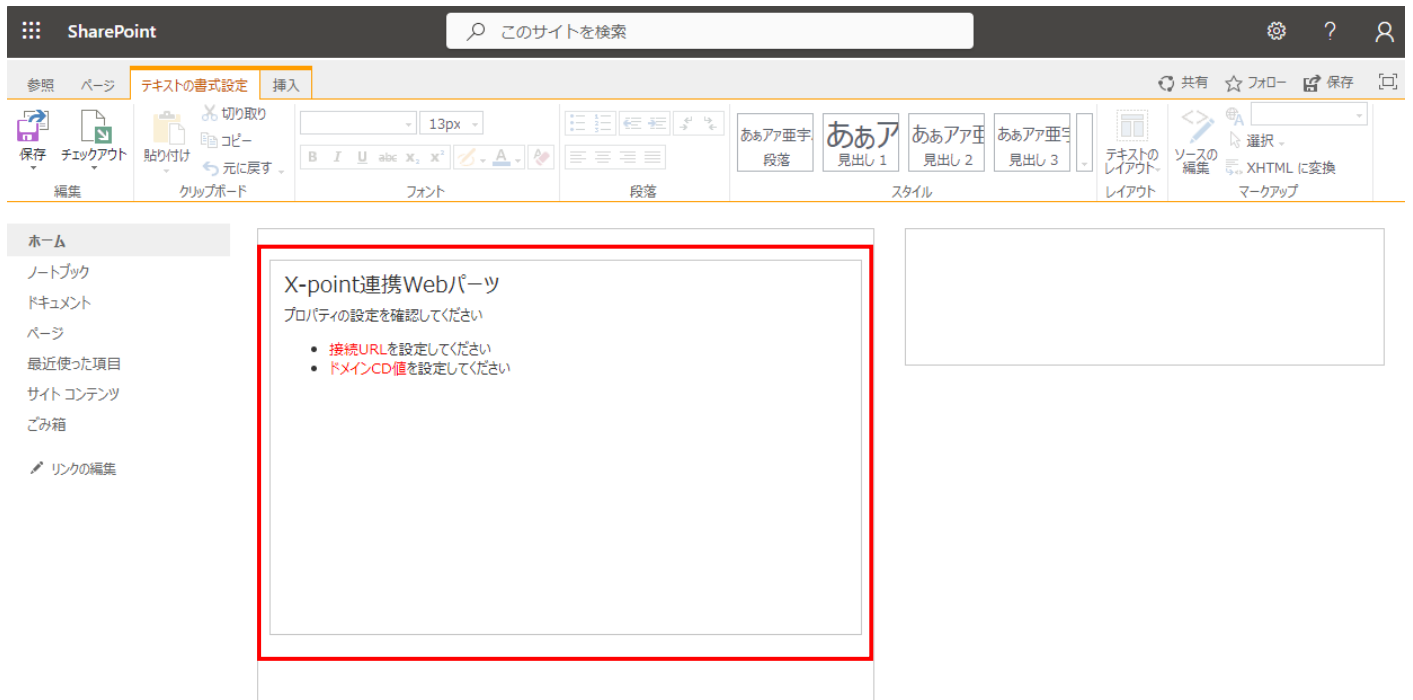 SharePoint
このサイトを検索
?
参照 ページ テキストの書式設定 挿入
共有 フォロー 保存
保存 チェックアウト
編集
貼り付け
切り取り
コピー
元に戻す
クリップボード
13px
B I U abc x₂ x²
A
フォント
段落
あぁアァ亜宇
段落
あぁア
見出し 1
あぁアァ亜
見出し 2
あぁアァ亜宇
見出し 3
スタイル
テキストの
レイアウト
レイアウト
ソースの
編集
選択
XHTML に変換
マークアップ
ホーム
ノートブック
ドキュメント
ページ
最近使った項目
サイト コンテンツ
ごみ箱
リンクの編集
X-point連携Webパーツ
プロパティの設定を確認してください
接続URLを設定してください
ドメインCD値を設定してください